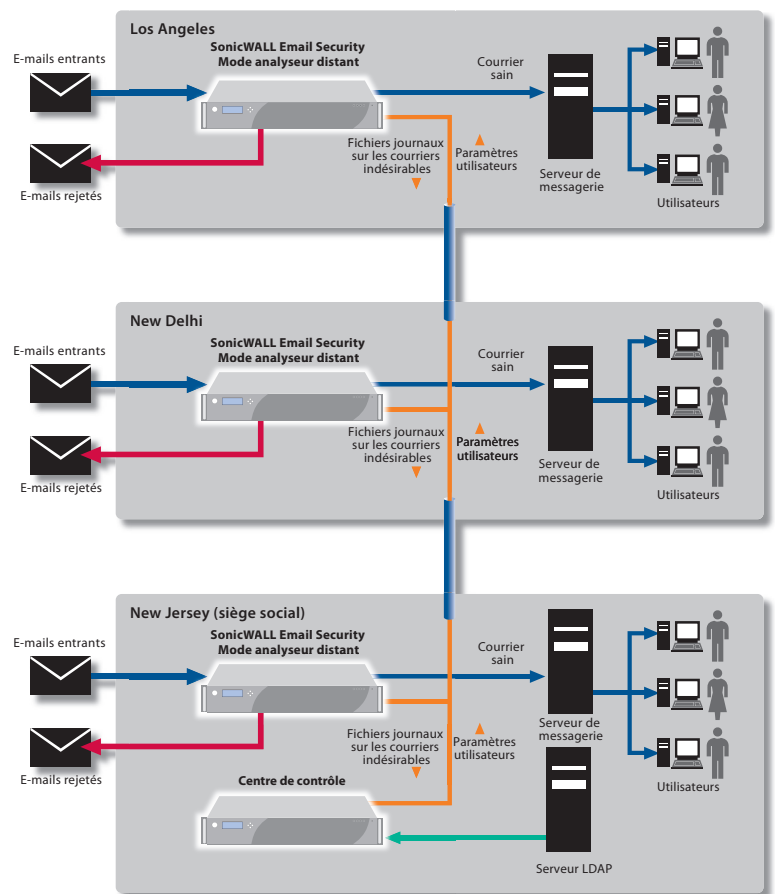 Los Angeles
E-mails entrants
SonicWALL Email Security
Mode analyseur distant
Courrier
sain
Fichiers journaux
sur les courriers
indésirables
Paramètres
utilisateurs
Serveur de
messagerie
E-mails rejetés
Utilisateurs
New Delhi
E-mails entrants
SonicWALL Email Security
Mode analyseur distant
Courrier
sain
Fichiers journaux
sur les courriers
indésirables
Paramètres
utilisateurs
Serveur de
messagerie
E-mails rejetés
Utilisateurs
New Jersey (siège social)
E-mails entrants
SonicWALL Email Security
Mode analyseur distant
Courrier
sain
Fichiers journaux
sur les courriers
indésirables
Paramètres
utilisateurs
Serveur de
messagerie
E-mails rejetés
Utilisateurs
Centre de contrôle
Serveur LDAP